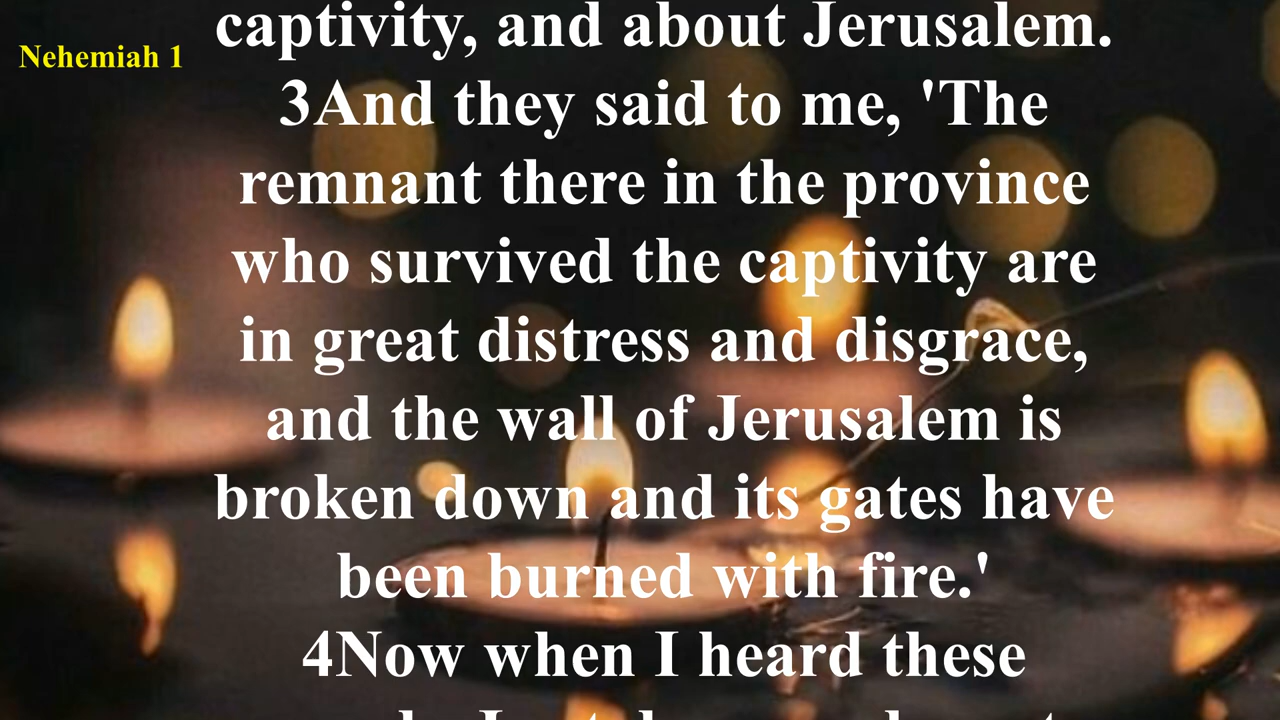 Nehemiah 1
captivity, and about Jerusalem.
3And they said to me, 'The
remnant there in the province
who survived the captivity are
in great distress and disgrace,
and the wall of Jerusalem is
broken down and its gates have
been burned with fire.'
4Now when I heard these